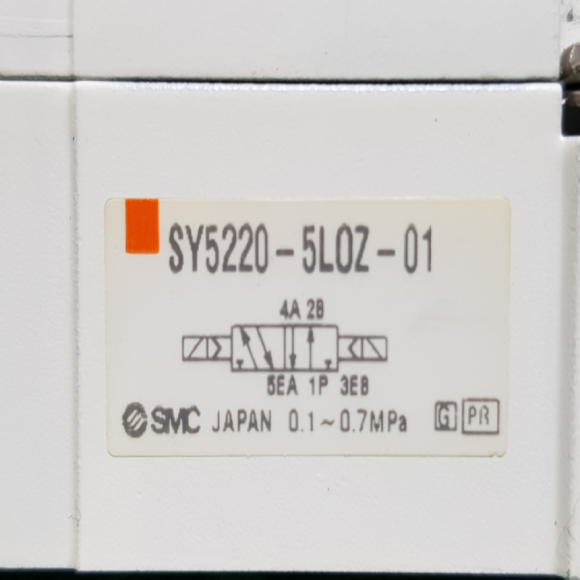 SY5220-5LOZ-01
4A 2B
5EA 1P 3EB
SMC JAPAN 0.1~0.7MPa G PR